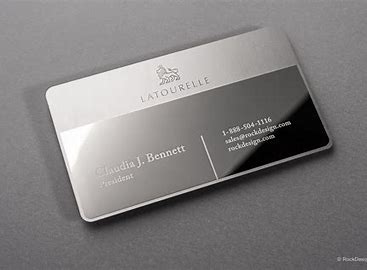 LATOURELLE
Claudia J. Bennett
President
1-888-504-1116
sales@rockdesign.com
rockdesign.com